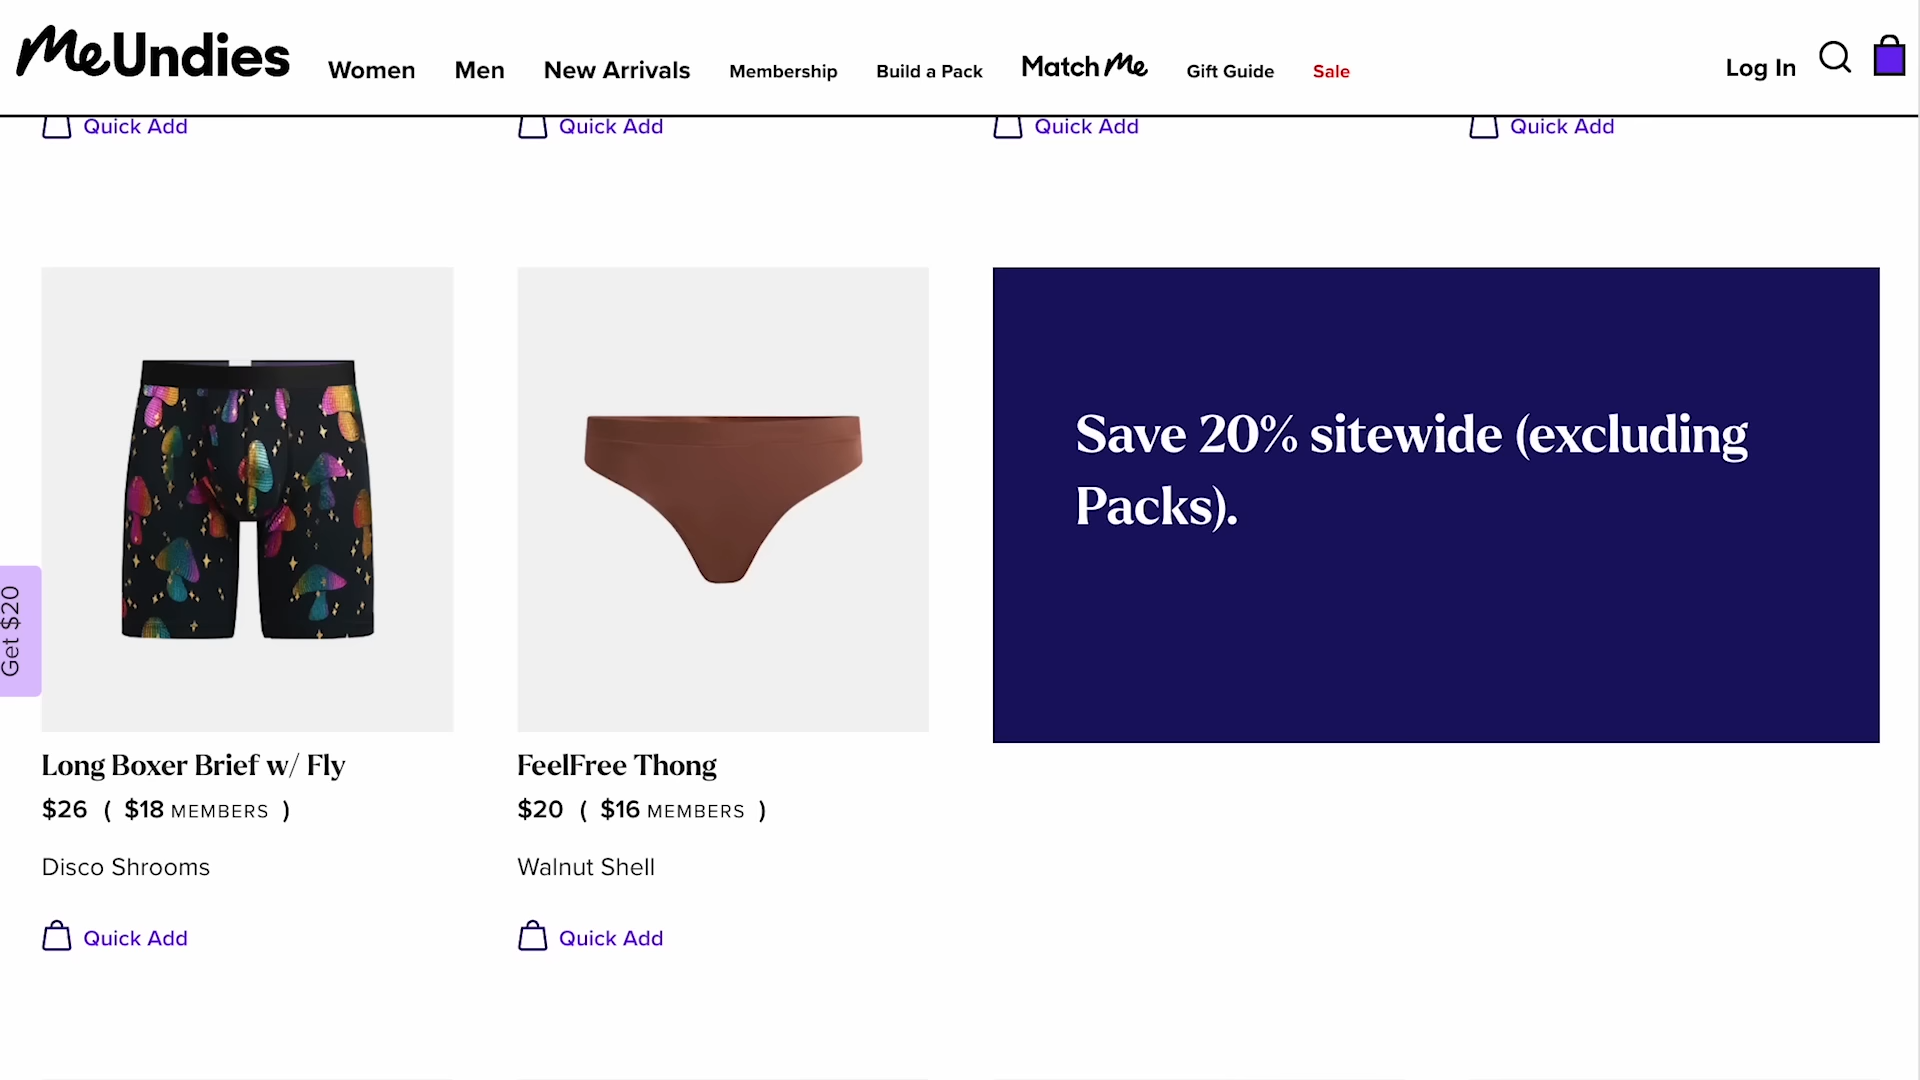 MeUndies
Women
Men
New Arrivals
Membership
Build a Pack
Match Me
Gift Guide
Sale
Log In
Quick Add
Quick Add
Quick Add
Quick Add
Save 20% sitewide (excluding
Packs).
Get $20
Long Boxer Brief w/ Fly
$26 ( $18 MEMBERS )
Disco Shrooms
Quick Add
FeelFree Thong
$20 ( $16 MEMBERS )
Walnut Shell
Quick Add